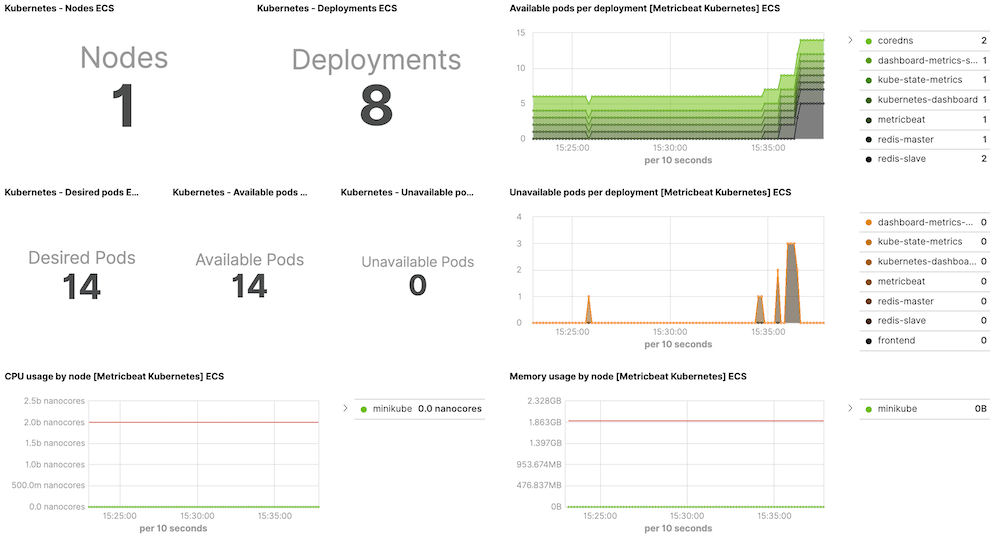 Kubernetes - Nodes ECS
Kubernetes - Deployments ECS
Nodes
1
Deployments
8
Available pods per deployment [Metricbeat Kubernetes] ECS
15
10
5
0
15:25:00 15:30:00 15:35:00
per 10 seconds
coredns 2
dashboard-metrics-s... 1
kube-state-metrics 1
kubernetes-dashboard 1
metricbeat 1
redis-master 1
redis-slave 2
Kubernetes - Desired pods E...
Kubernetes - Available pods ...
Kubernetes - Unavailable po...
Desired Pods
14
Available Pods
14
Unavailable Pods
0
Unavailable pods per deployment [Metricbeat Kubernetes] ECS
4
3
2
1
0
15:25:00 15:30:00 15:35:00
per 10 seconds
dashboard-metrics-... 0
kube-state-metrics 0
kubernetes-dashboa... 0
metricbeat 0
redis-master 0
redis-slave 0
frontend 0
CPU usage by node [Metricbeat Kubernetes] ECS
2.5b nanocores
2.0b nanocores
1.5b nanocores
1.0b nanocores
500.0m nanocores
0.0 nanocores
15:25:00 15:30:00 15:35:00
per 10 seconds
minikube 0.0 nanocores
Memory usage by node [Metricbeat Kubernetes] ECS
2.328GB
1.863GB
1.397GB
953.674MB
476.837MB
0B
15:25:00 15:30:00 15:35:00
per 10 seconds
minikube 0B